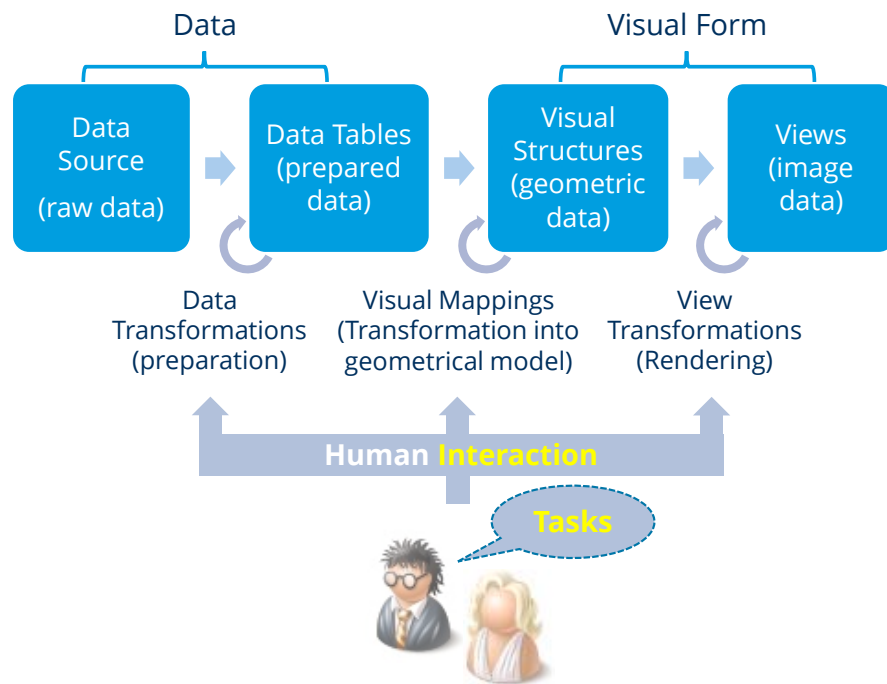 Data
Visual Form
Data
Source
(raw data)
Data Tables
(prepared
data)
Visual
Structures
(geometric
data)
Views
(image
data)
Data
Transformations
(preparation)
Visual Mappings
(Transformation into
geometrical model)
View
Transformations
(Rendering)
Human Interaction
Tasks